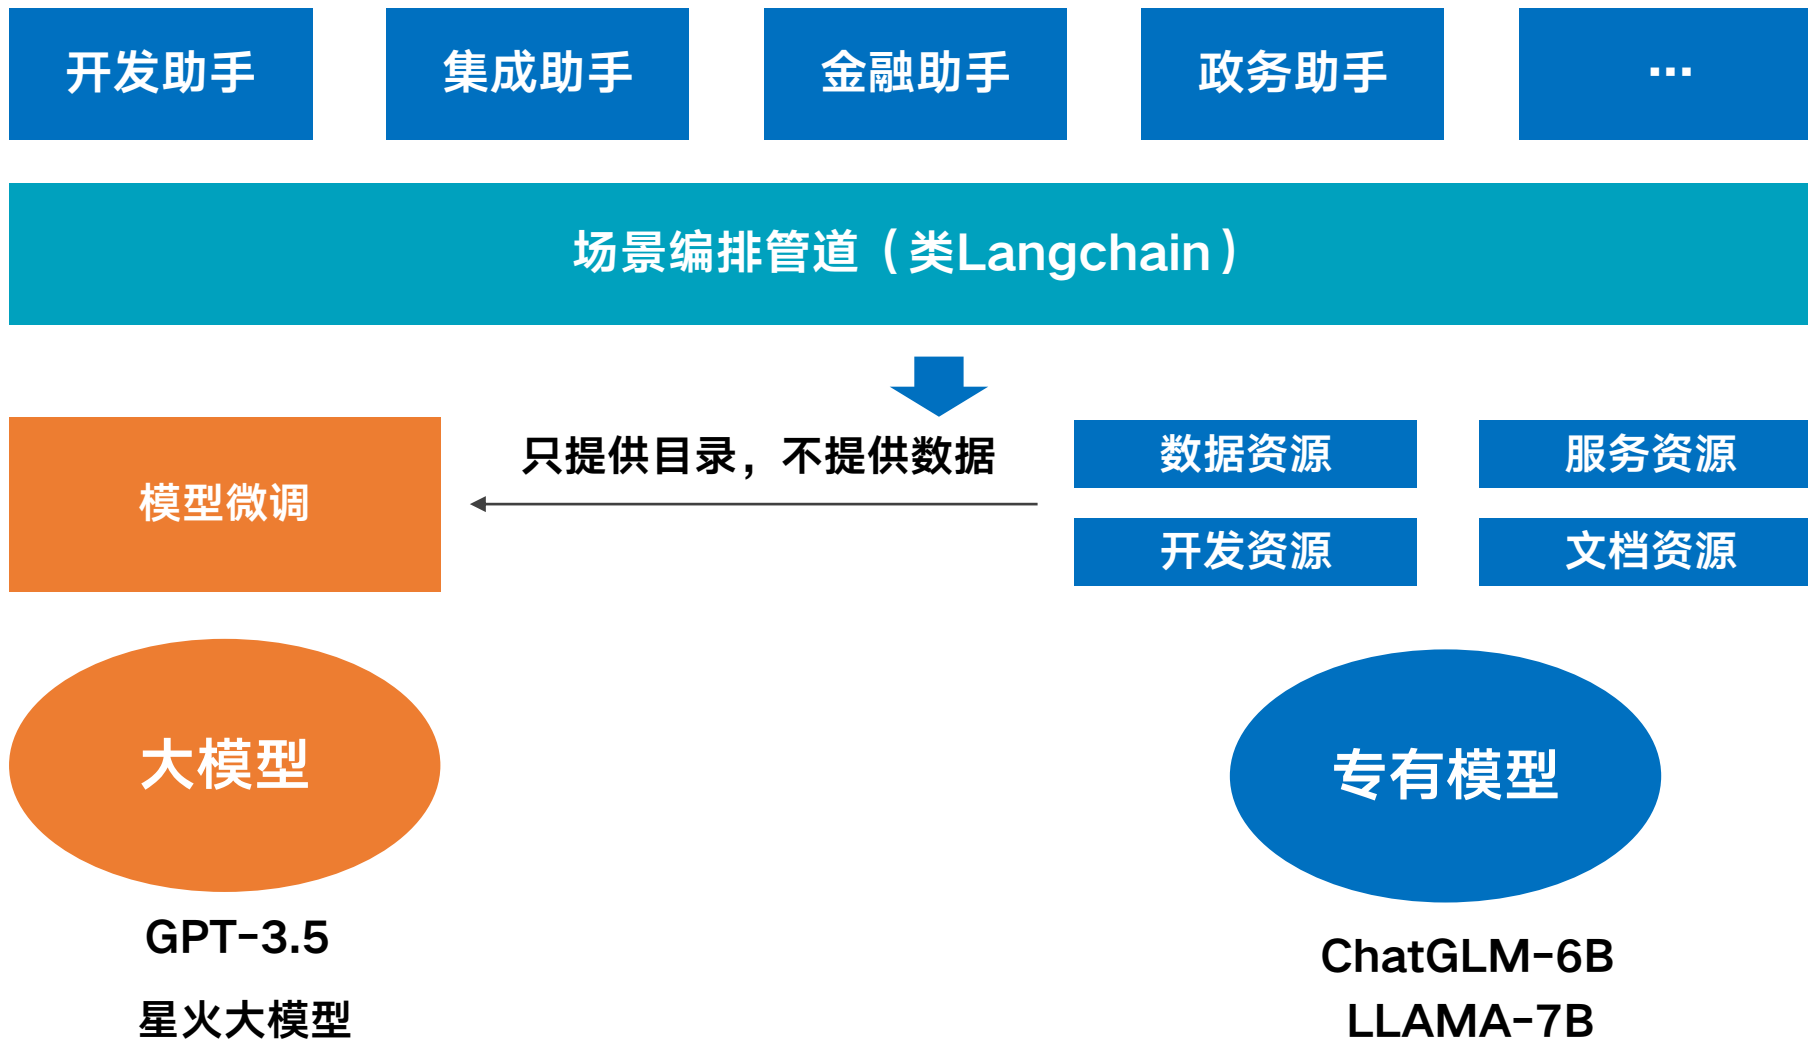 开发助手
集成助手
金融助手
政务助手
...
场景编排管道（类Langchain）
只提供目录，不提供数据
模型微调
数据资源
服务资源
开发资源
文档资源
大模型
专有模型
GPT-3.5
星火大模型
ChatGLM-6B
LLAMA-7B